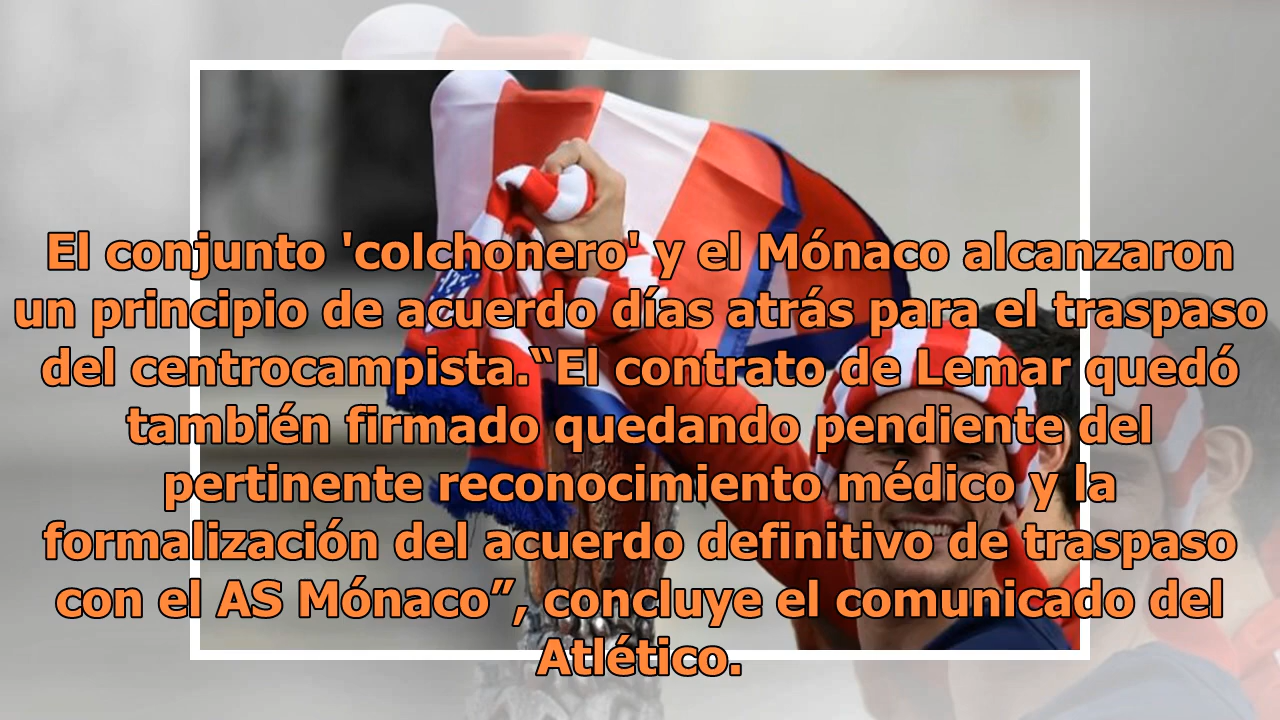 El conjunto 'colchonero' y el Mónaco alcanzaron
un principio de acuerdo días atrás para el traspaso
del centrocampista.“El contrato de Lemar quedó
también firmado quedando pendiente del
pertinente reconocimiento médico y la
formalización del acuerdo definitivo de traspaso
con el AS Mónaco”, concluye el comunicado del
Atlético.